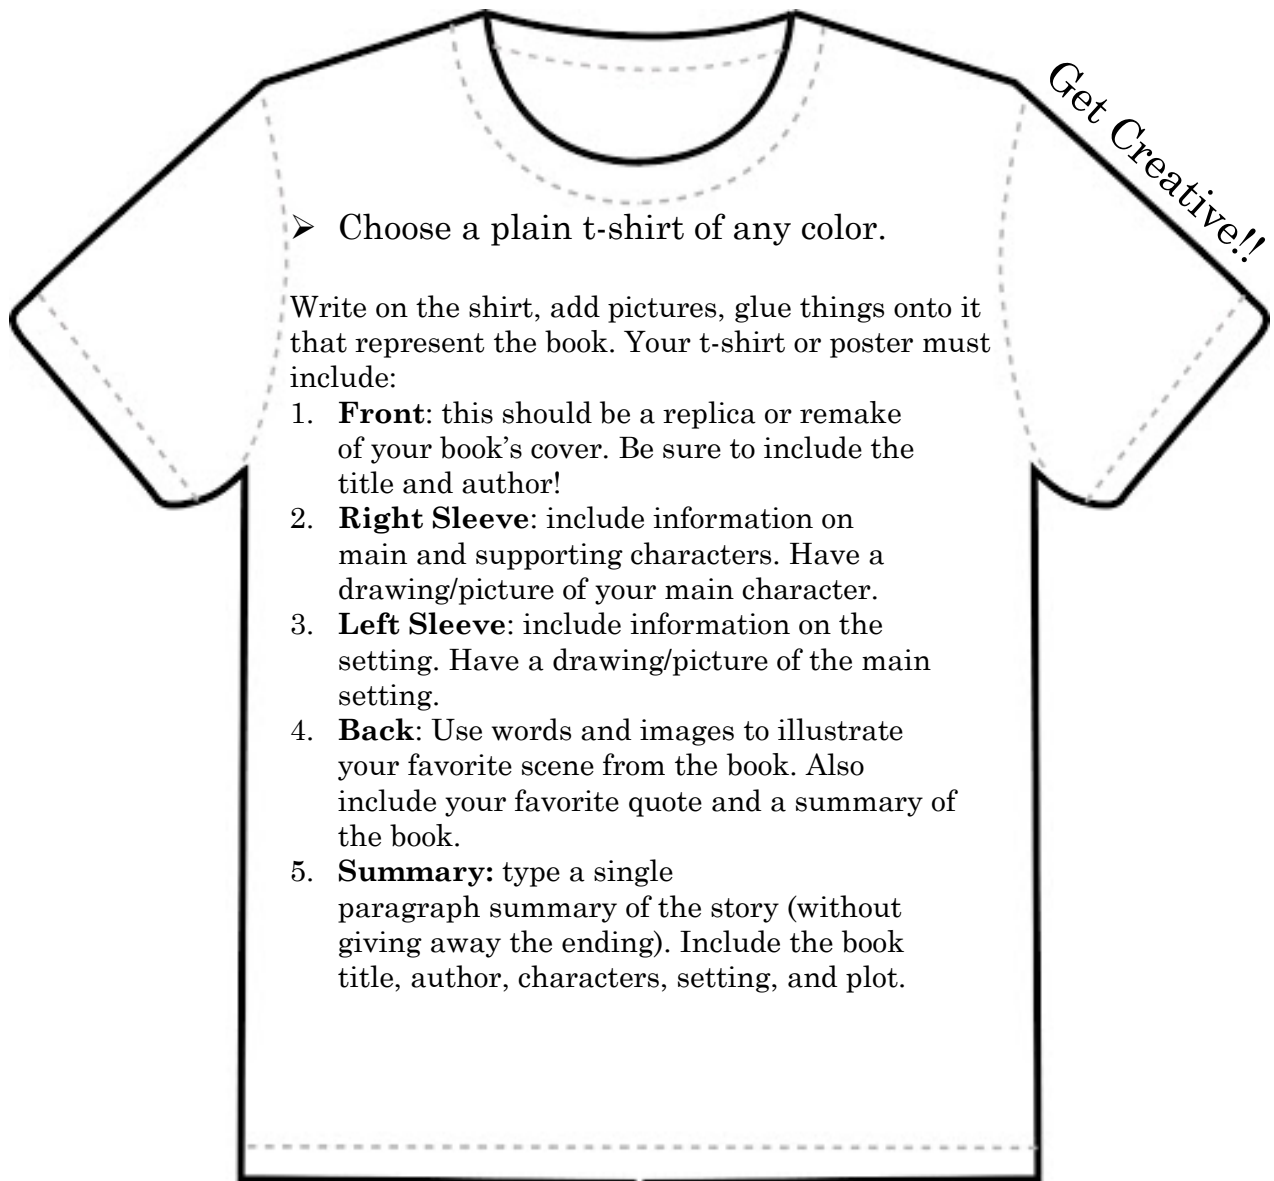 Get Creative!!
➢ Choose a plain t-shirt of any color.
Write on the shirt, add pictures, glue things onto it
that represent the book. Your t-shirt or poster must
include:
1. Front: this should be a replica or remake
of your book’s cover. Be sure to include the
title and author!
2. Right Sleeve: include information on
main and supporting characters. Have a
drawing/picture of your main character.
3. Left Sleeve: include information on the
setting. Have a drawing/picture of the main
setting.
4. Back: Use words and images to illustrate
your favorite scene from the book. Also
include your favorite quote and a summary of
the book.
5. Summary: type a single
paragraph summary of the story (without
giving away the ending). Include the book
title, author, characters, setting, and plot.